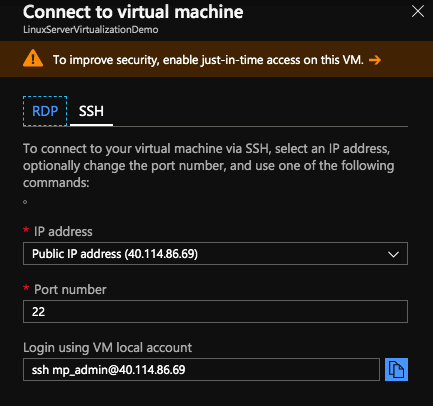 Connect to virtual machine
LinuxServerVirtualizationDemo
To improve security, enable just-in-time access on this VM. →
RDP SSH
To connect to your virtual machine via SSH, select an IP address,
optionally change the port number, and use one of the following
commands:
* IP address
Public IP address (40.114.86.69)
* Port number
22
Login using VM local account
ssh mp_admin@40.114.86.69